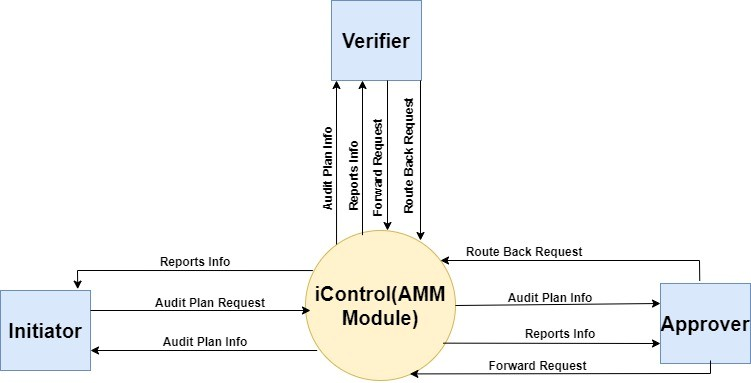 Verifier
Audit Plan Info
Reports Info
Forward Request
Route Back Request
Route Back Request
Reports Info
iControl(AMM
Module)
Audit Plan Request
Audit Plan Info
Initiator
Approver
Reports Info
Audit Plan Info
Forward Request